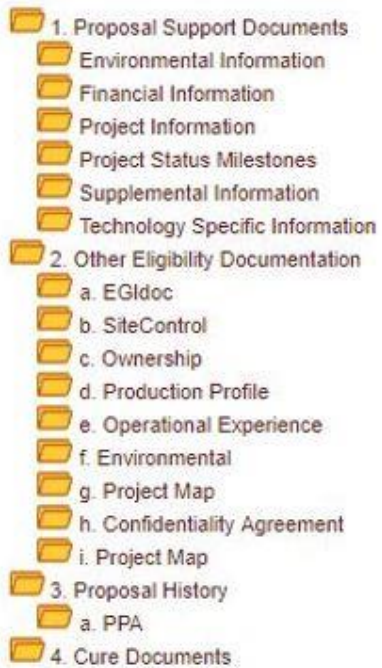 1. Proposal Support Documents
Environmental Information
Financial Information
Project Information
Project Status Milestones
Supplemental Information
Technology Specific Information
2. Other Eligibility Documentation
a. EGIdoc
b. SiteControl
c. Ownership
d. Production Profile
e. Operational Experience
f. Environmental
g. Project Map
h. Confidentiality Agreement
i. Project Map
3. Proposal History
a. PPA
4. Cure Documents